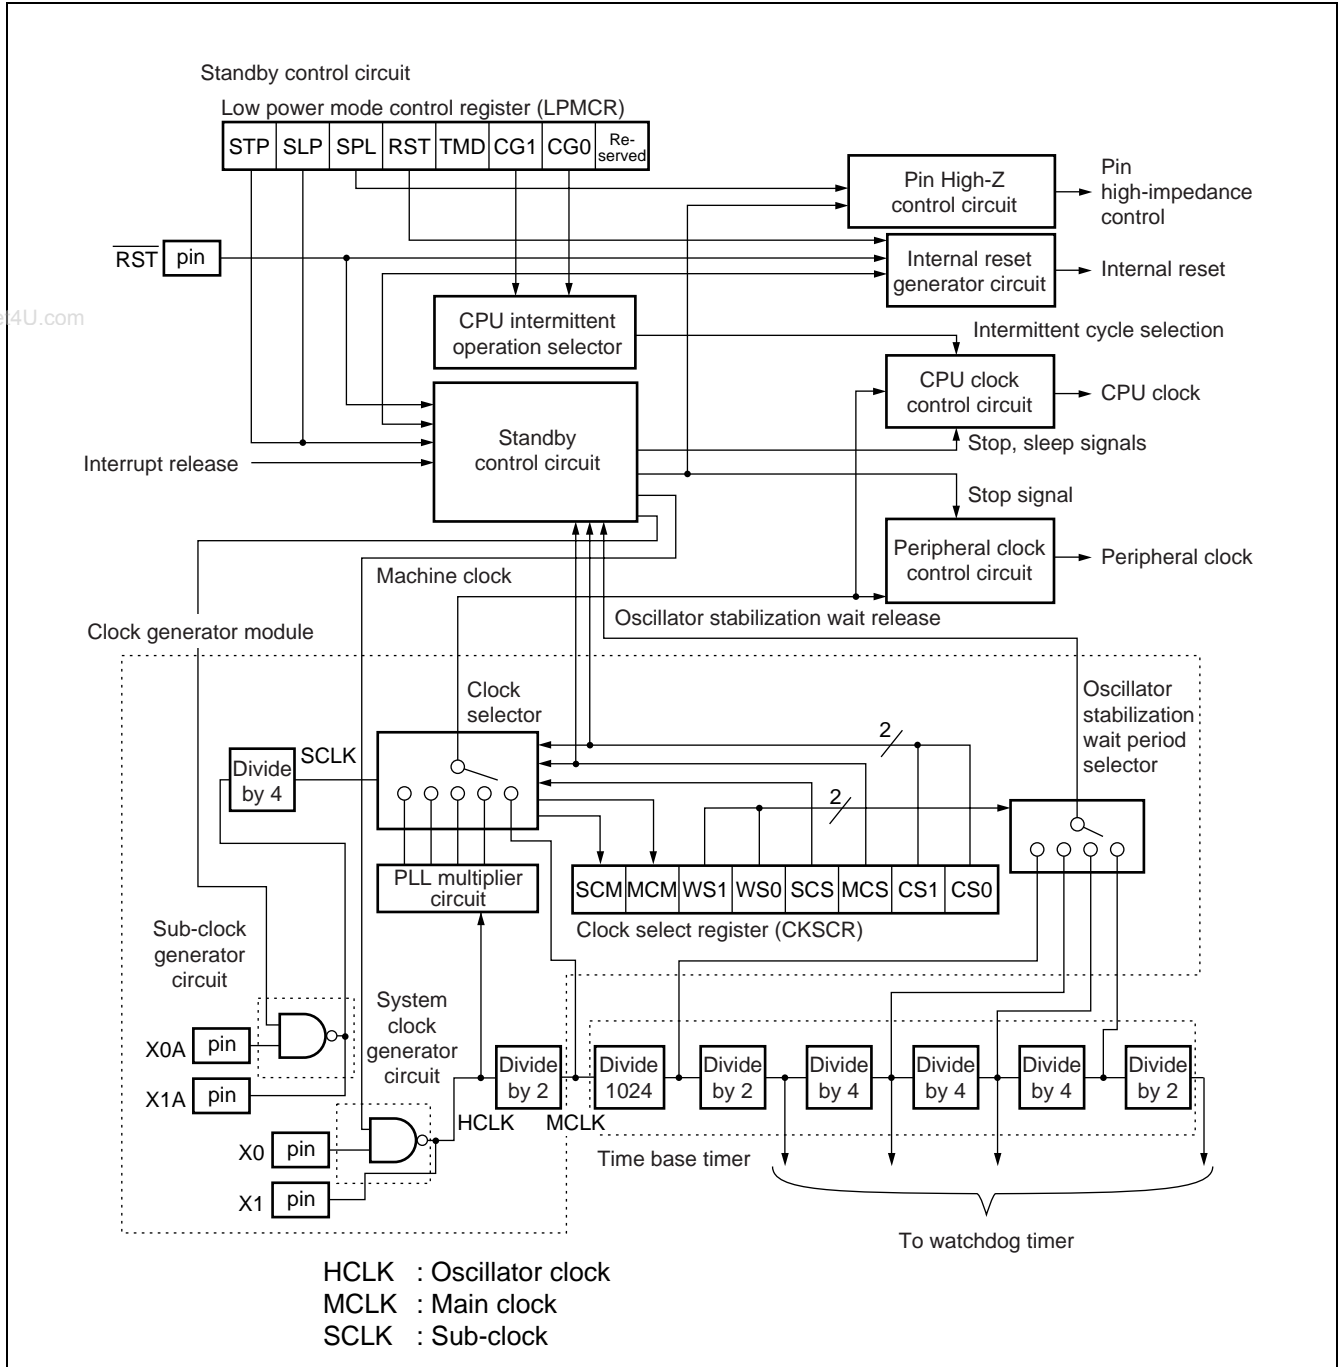 Standby control circuit
Low power mode control register (LPMCR)
STP SLP SPL RST TMD CG1 CG0 Re-
served
Pin High-Z
control circuit
Pin
high-impedance
control
RST pin
Internal reset
generator circuit
Internal reset
et4U.com
CPU intermittent
operation selector
Intermittent cycle selection
CPU clock
control circuit
CPU clock
Standby
control circuit
Stop, sleep signals
Interrupt release
Stop signal
Peripheral clock
control circuit
Peripheral clock
Machine clock
Oscillator stabilization wait release
Clock generator module
Clock
selector
Oscillator
stabilization
wait period
selector
2
SCLK
Divide
by 4
2
PLL multiplier
circuit
SCM MCM WS1 WS0 SCS MCS CS1 CS0
Clock select register (CKSCR)
Sub-clock
generator
circuit
System
clock
generator
circuit
X0A pin
X1A pin
Divide
by 2
Divide
1024
Divide
by 2
Divide
by 4
Divide
by 4
Divide
by 4
Divide
by 2
HCLK MCLK
X0 pin
X1 pin
Time base timer
To watchdog timer
HCLK : Oscillator clock
MCLK : Main clock
SCLK : Sub-clock